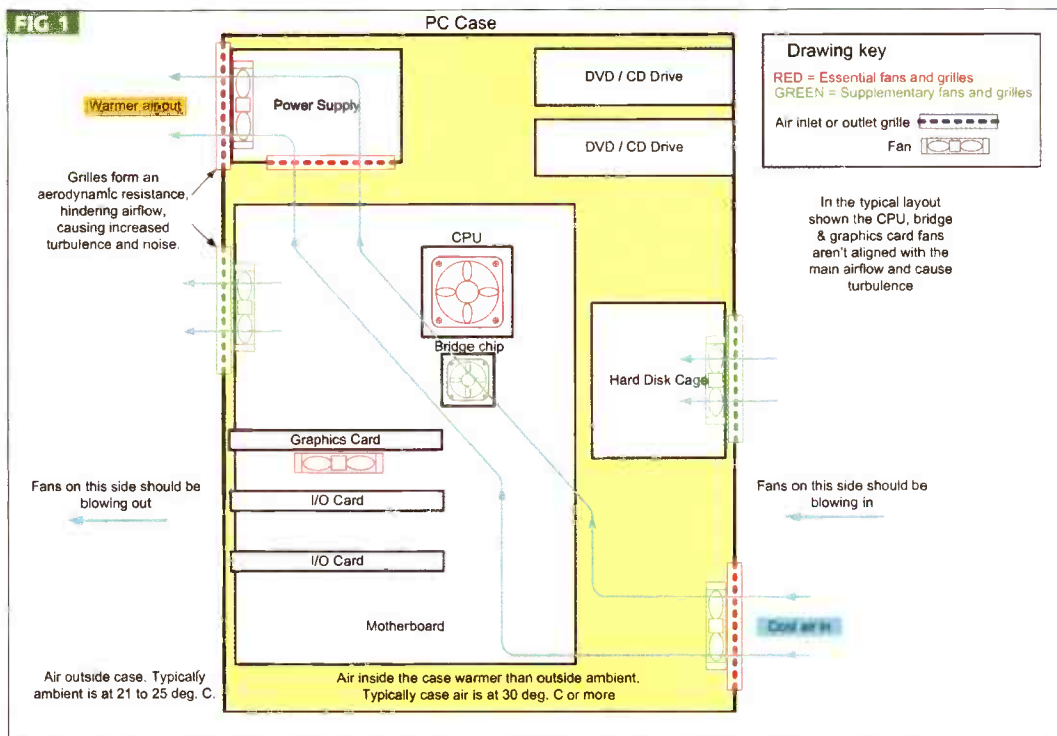 FIG 1
PC Case
Drawing key
RED = Essential fans and grilles
GREEN = Supplementary fans and grilles
Air inlet or outlet grille
Fan
DVD / CD Drive
DVD / CD Drive
Power Supply
Warmer air out
Grilles form an
aerodynamic resistance,
hindering airflow,
causing increased
turbulence and noise.
In the typical layout
shown the CPU, bridge
& graphics card fans
aren't aligned with the
main airflow and cause
turbulence
CPU
Bridge chip
Hard Disk Cage
Graphics Card
I/O Card
I/O Card
Motherboard
Fans on this side should be
blowing out
Fans on this side should be
blowing in
Cool air in
Air outside case. Typically
ambient is at 21 to 25 deg. C.
Air inside the case warmer than outside ambient.
Typically case air is at 30 deg. C or more